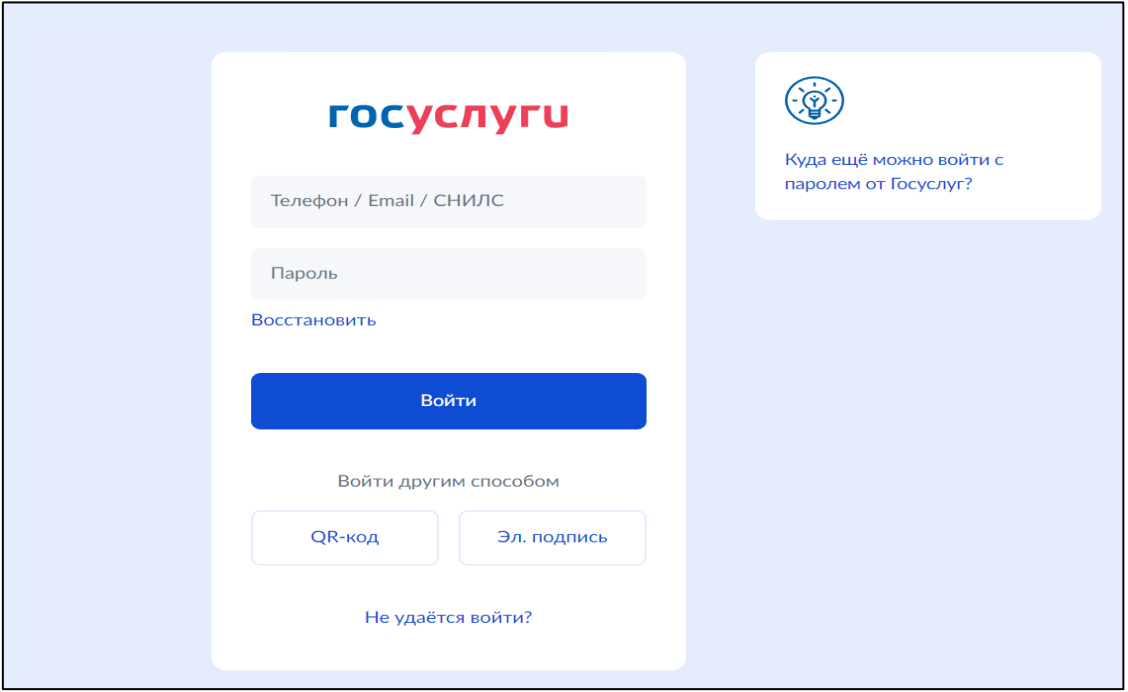 госуслуги
Телефон / Email / СНИЛС
Пароль
Восстановить
Войти
Войти другим способом
QR-код
Эл. подпись
Не удаётся войти?
Куда ещё можно войти с
паролем от Госуслуг?